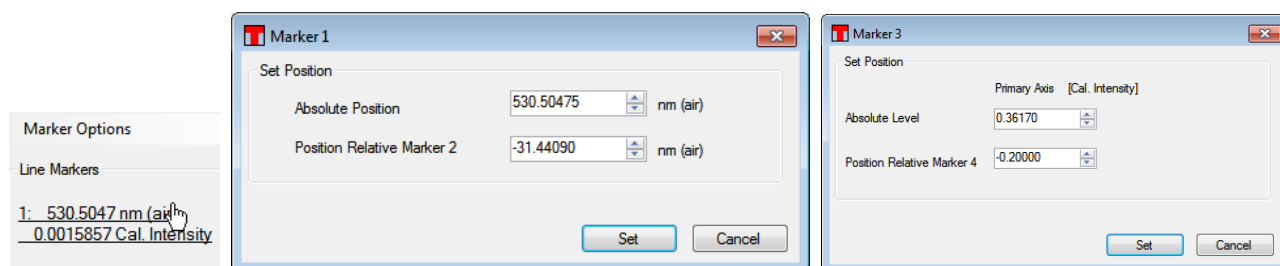 Marker Options
Line Markers
1: 530.5047 nm (air)
0.0015857 Cal. Intensity
Marker 1
Set Position
Absolute Position 530.50475 nm (air)
Position Relative Marker 2 -31.44090 nm (air)
Set Cancel
Marker 3
Set Position
Primary Axis [Cal. Intensity]
Absolute Level 0.36170
Position Relative Marker 4 -0.20000
Set Cancel